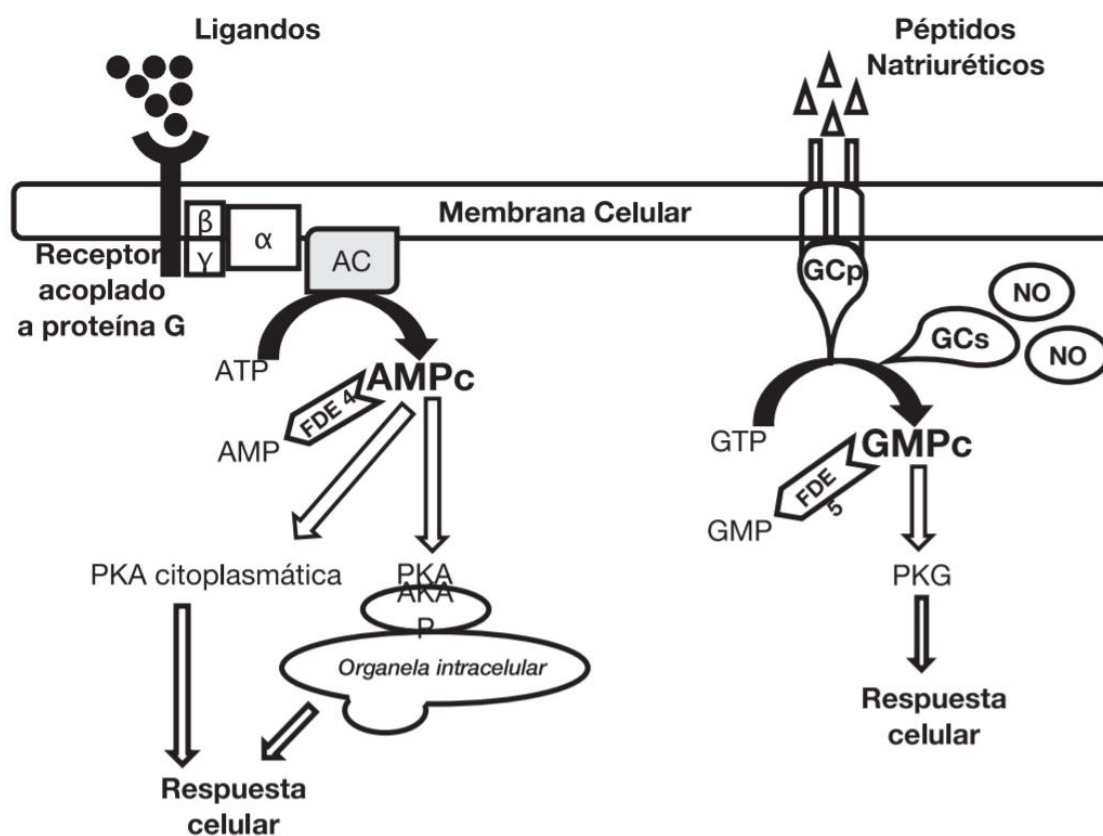 Ligandos
Péptidos
Natriuréticos
Membrana Celular
β
γ
α
AC
Receptor
acoplado
a proteína G
GCp
NO
GCs
NO
ATP
AMPc
FDE 4
AMP
GTP
GMPc
FDE
5
GMP
PKA citoplasmática
PKA
AKA
P
PKG
Organela intracelular
Respuesta
celular
Respuesta
celular